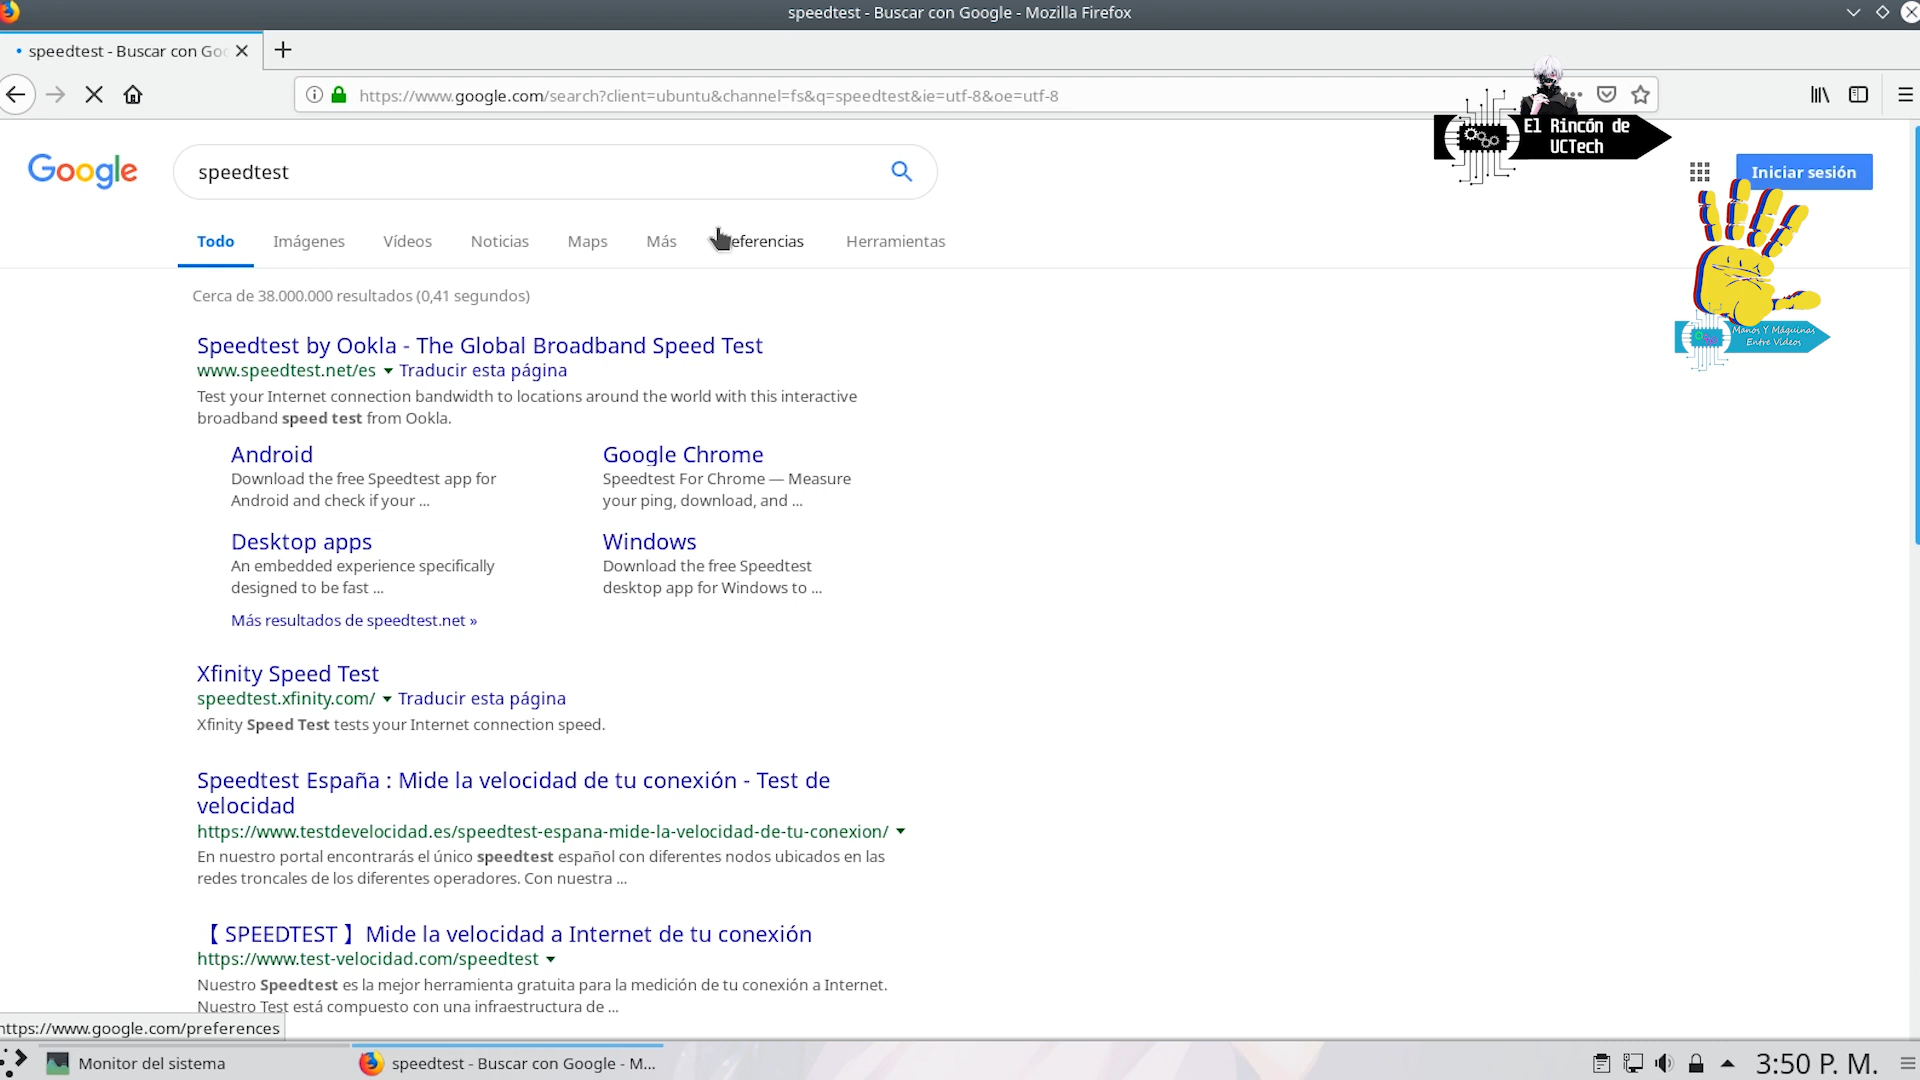 speedtest - Buscar con Google - Mozilla Firefox
speedtest - Buscar con Goo
https://www.google.com/search?client=ubuntu&channel=fs&q=speedtest&ie=utf-8&oe=utf-8
El Rincón de
UCTech
Google
speedtest
Iniciar sesión
Todo
Imágenes
Vídeos
Noticias
Maps
Más
eferencias
Herramientas
Manos Y Máquinas
Entre Videos
Cerca de 38.000.000 resultados (0,41 segundos)
Speedtest by Ookla - The Global Broadband Speed Test
www.speedtest.net/es ▾ Traducir esta página
Test your Internet connection bandwidth to locations around the world with this interactive
broadband speed test from Ookla.
Android
Download the free Speedtest app for
Android and check if your ...
Google Chrome
Speedtest For Chrome — Measure
your ping, download, and ...
Desktop apps
An embedded experience specifically
designed to be fast ...
Windows
Download the free Speedtest
desktop app for Windows to ...
Más resultados de speedtest.net »
Xfinity Speed Test
speedtest.xfinity.com/ ▾ Traducir esta página
Xfinity Speed Test tests your Internet connection speed.
Speedtest España : Mide la velocidad de tu conexión - Test de
velocidad
https://www.testdevelocidad.es/speedtest-espana-mide-la-velocidad-de-tu-conexion/ ▾
En nuestro portal encontrarás el único speedtest español con diferentes nodos ubicados en las
redes troncales de los diferentes operadores. Con nuestra ...
【 SPEEDTEST 】 Mide la velocidad a Internet de tu conexión
https://www.test-velocidad.com/speedtest ▾
Nuestro Speedtest es la mejor herramienta gratuita para la medición de tu conexión a Internet.
Nuestro Test está compuesto con una infraestructura de ...
https://www.google.com/preferences
Monitor del sistema
speedtest - Buscar con Google - M...
3:50 P. M.